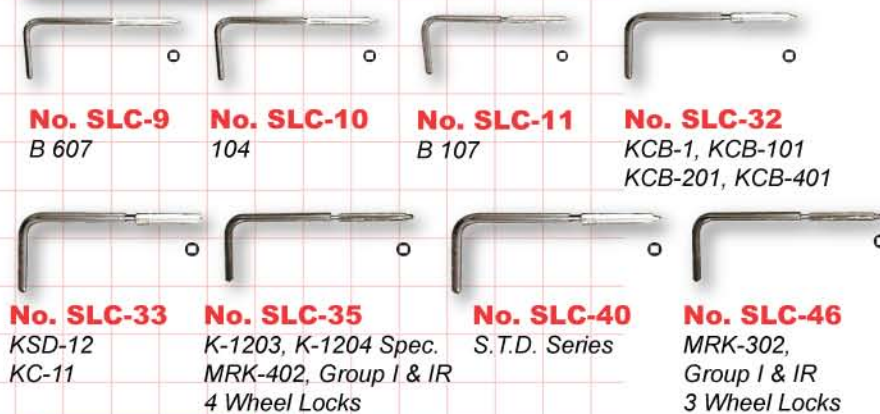 No. SLC-9
B 607
No. SLC-10
104
No. SLC-11
B 107
No. SLC-32
KCB-1, KCB-101
KCB-201, KCB-401
No. SLC-33
KSD-12
KC-11
No. SLC-35
K-1203, K-1204 Spec.
MRK-402, Group I & IR
4 Wheel Locks
No. SLC-40
S.T.D. Series
No. SLC-46
MRK-302,
Group I & IR
3 Wheel Locks